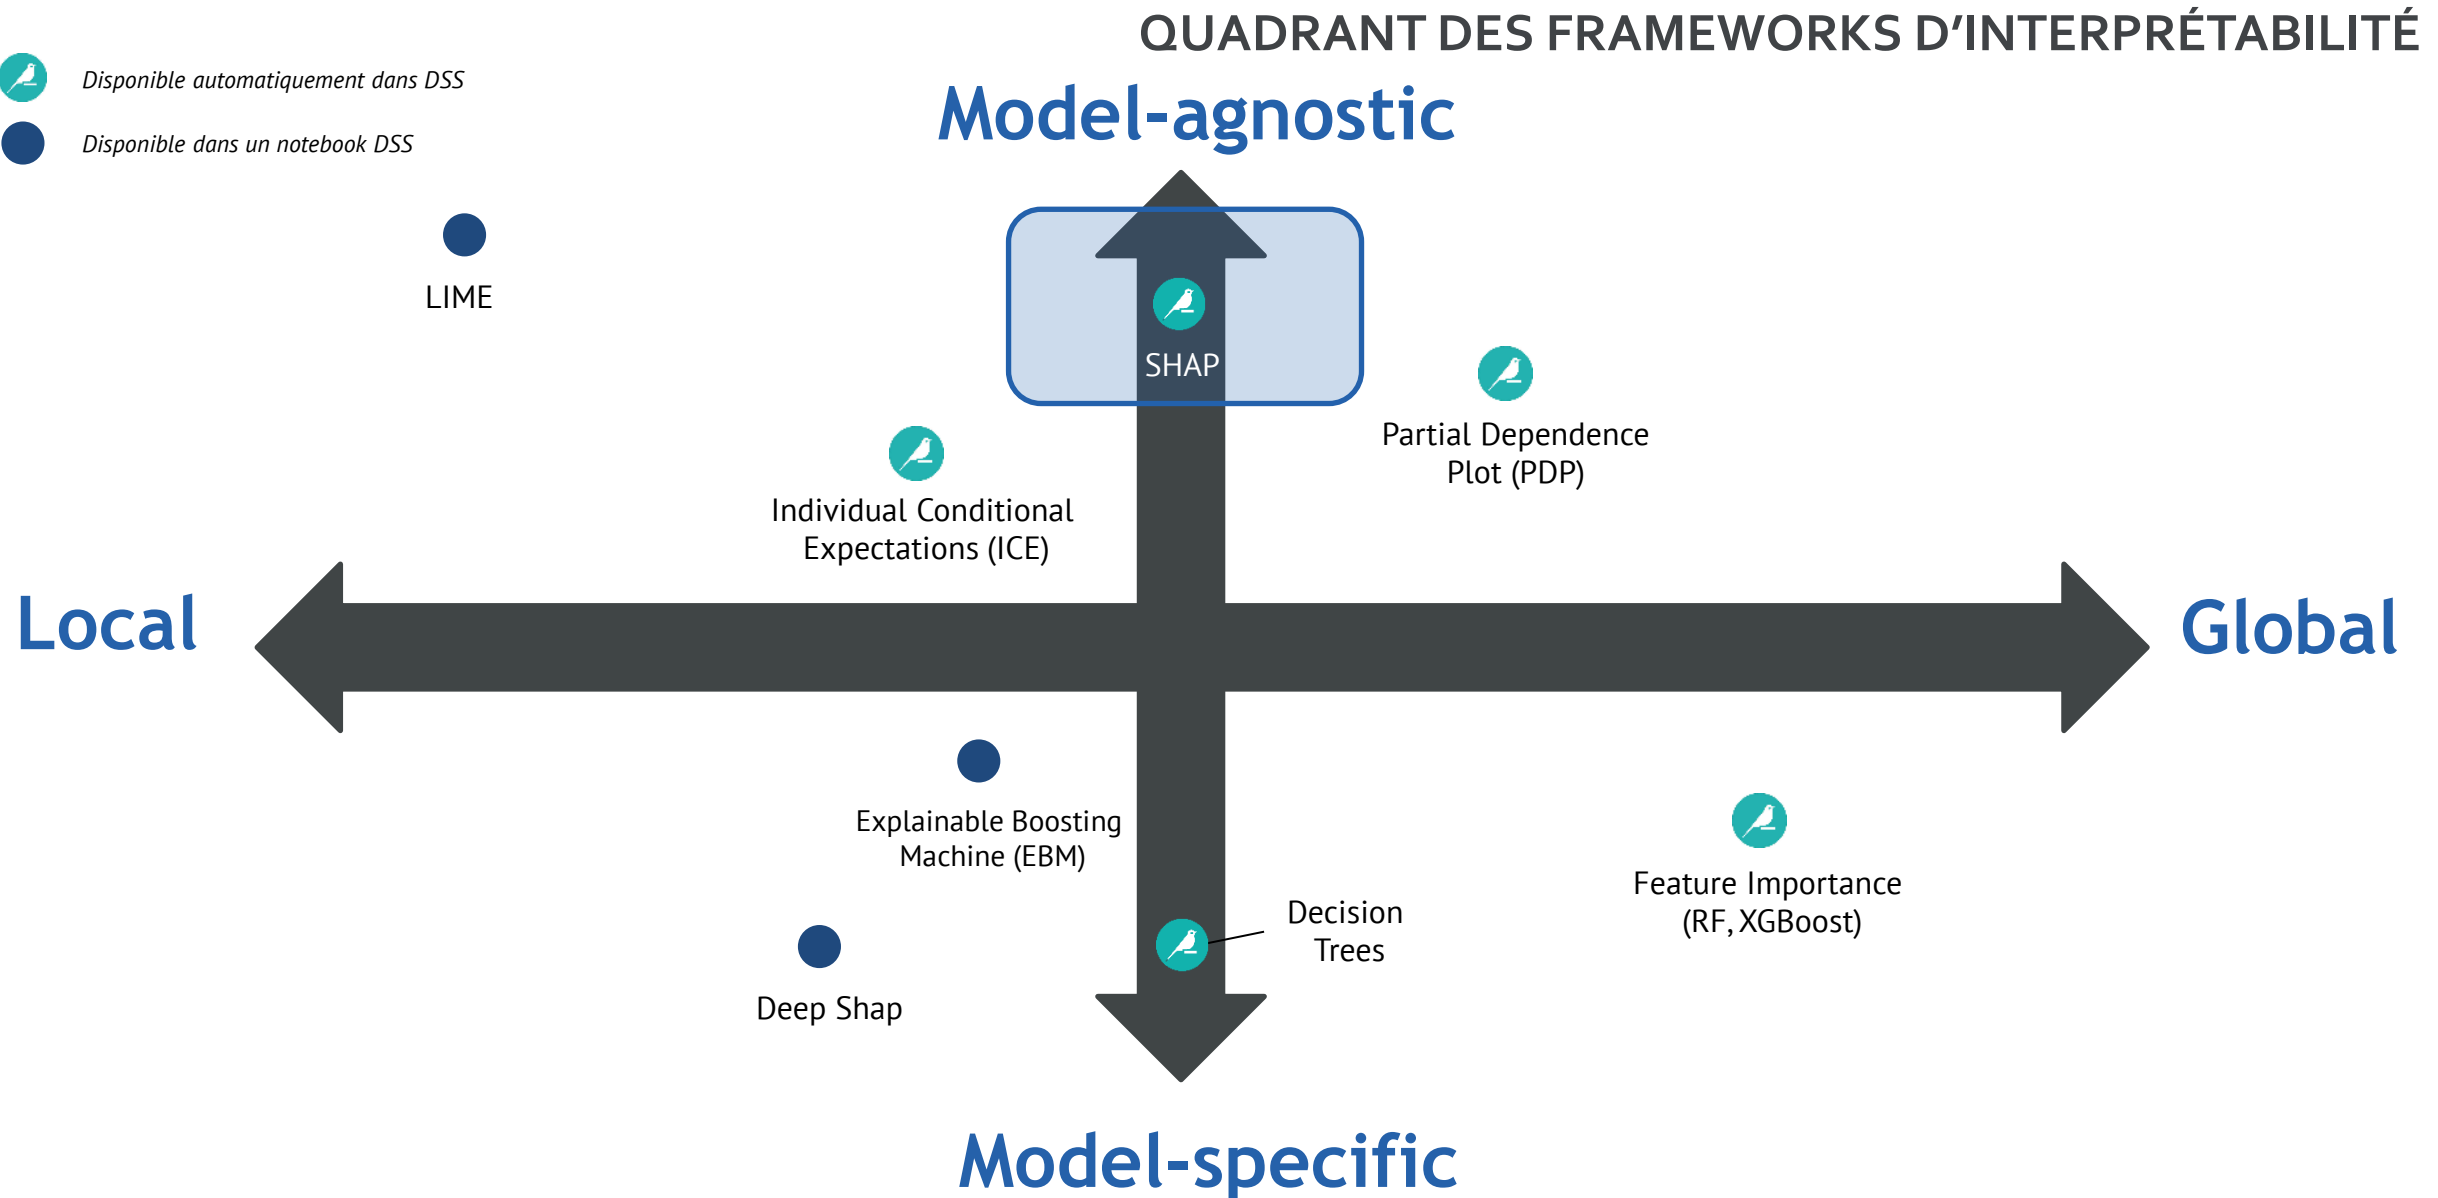 QUADRANT DES FRAMEWORKS D'INTERPRÉTABILITÉ
Disponible automatiquement dans DSS
Disponible dans un notebook DSS
Model-agnostic
LIME
SHAP
Partial Dependence
Plot (PDP)
Individual Conditional
Expectations (ICE)
Local
Global
Explainable Boosting
Machine (EBM)
Feature Importance
(RF, XGBoost)
Decision
Trees
Deep Shap
Model-specific